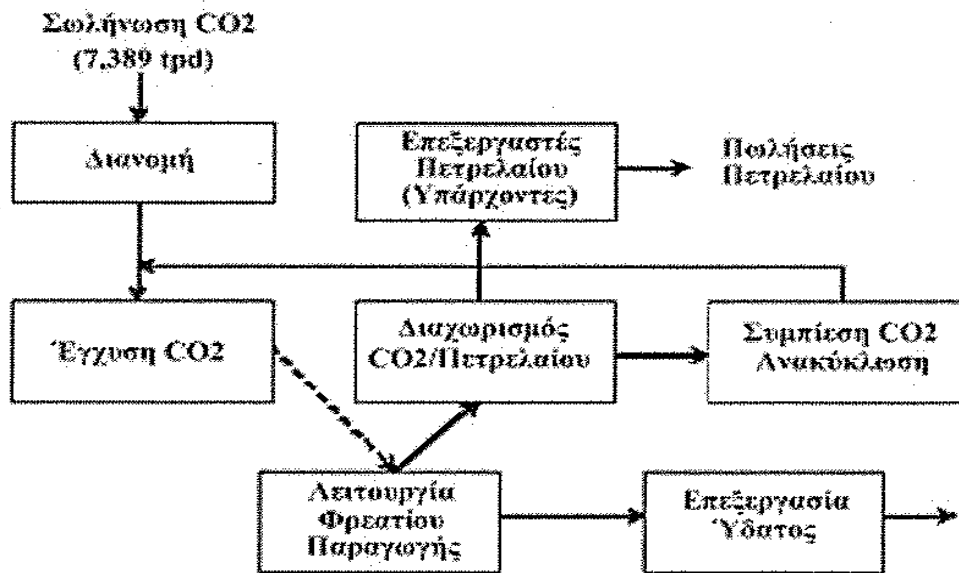 Σωλήνωση CO2
(7,389 tpd)
Διανομή
Επεξεργαστές
Πετρελαίου
(Υπάρχοντες)
Πωλήσεις
Πετρελαίου
Έγχυση CO2
Διαχωρισμός
CO2/Πετρελαίου
Συμπίεση CO2
Ανακύκλωση
Λειτουργία
Φρεατίου
Παραγωγής
Επεξεργασία
Ύδατος